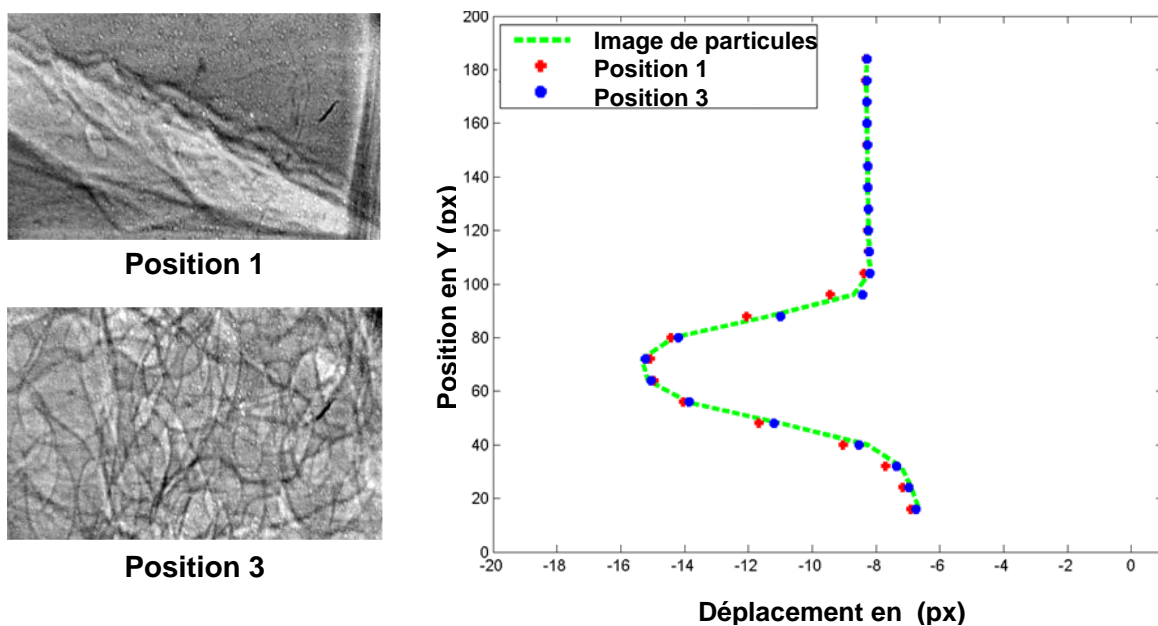 Position 1
Position 3
Image de particules
Position 1
Position 3
Position en Y (px)
200
180
160
140
120
100
80
60
40
20
0
-20 -18 -16 -14 -12 -10 -8 -6 -4 -2 0
Déplacement en (px)